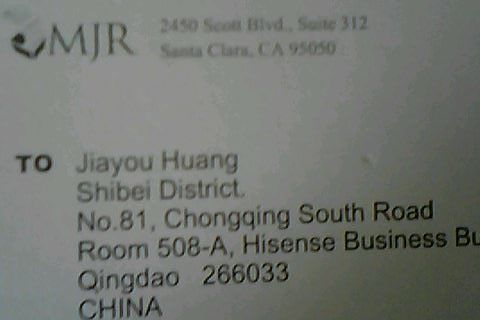 MJR
2450 Scott Blvd., Suite 312
Santa Clara, CA 95050
TO Jiayou Huang
Shibei District.
No.81, Chongqing South Road
Room 508-A, Hisense Business Bu
Qingdao 266033
CHINA